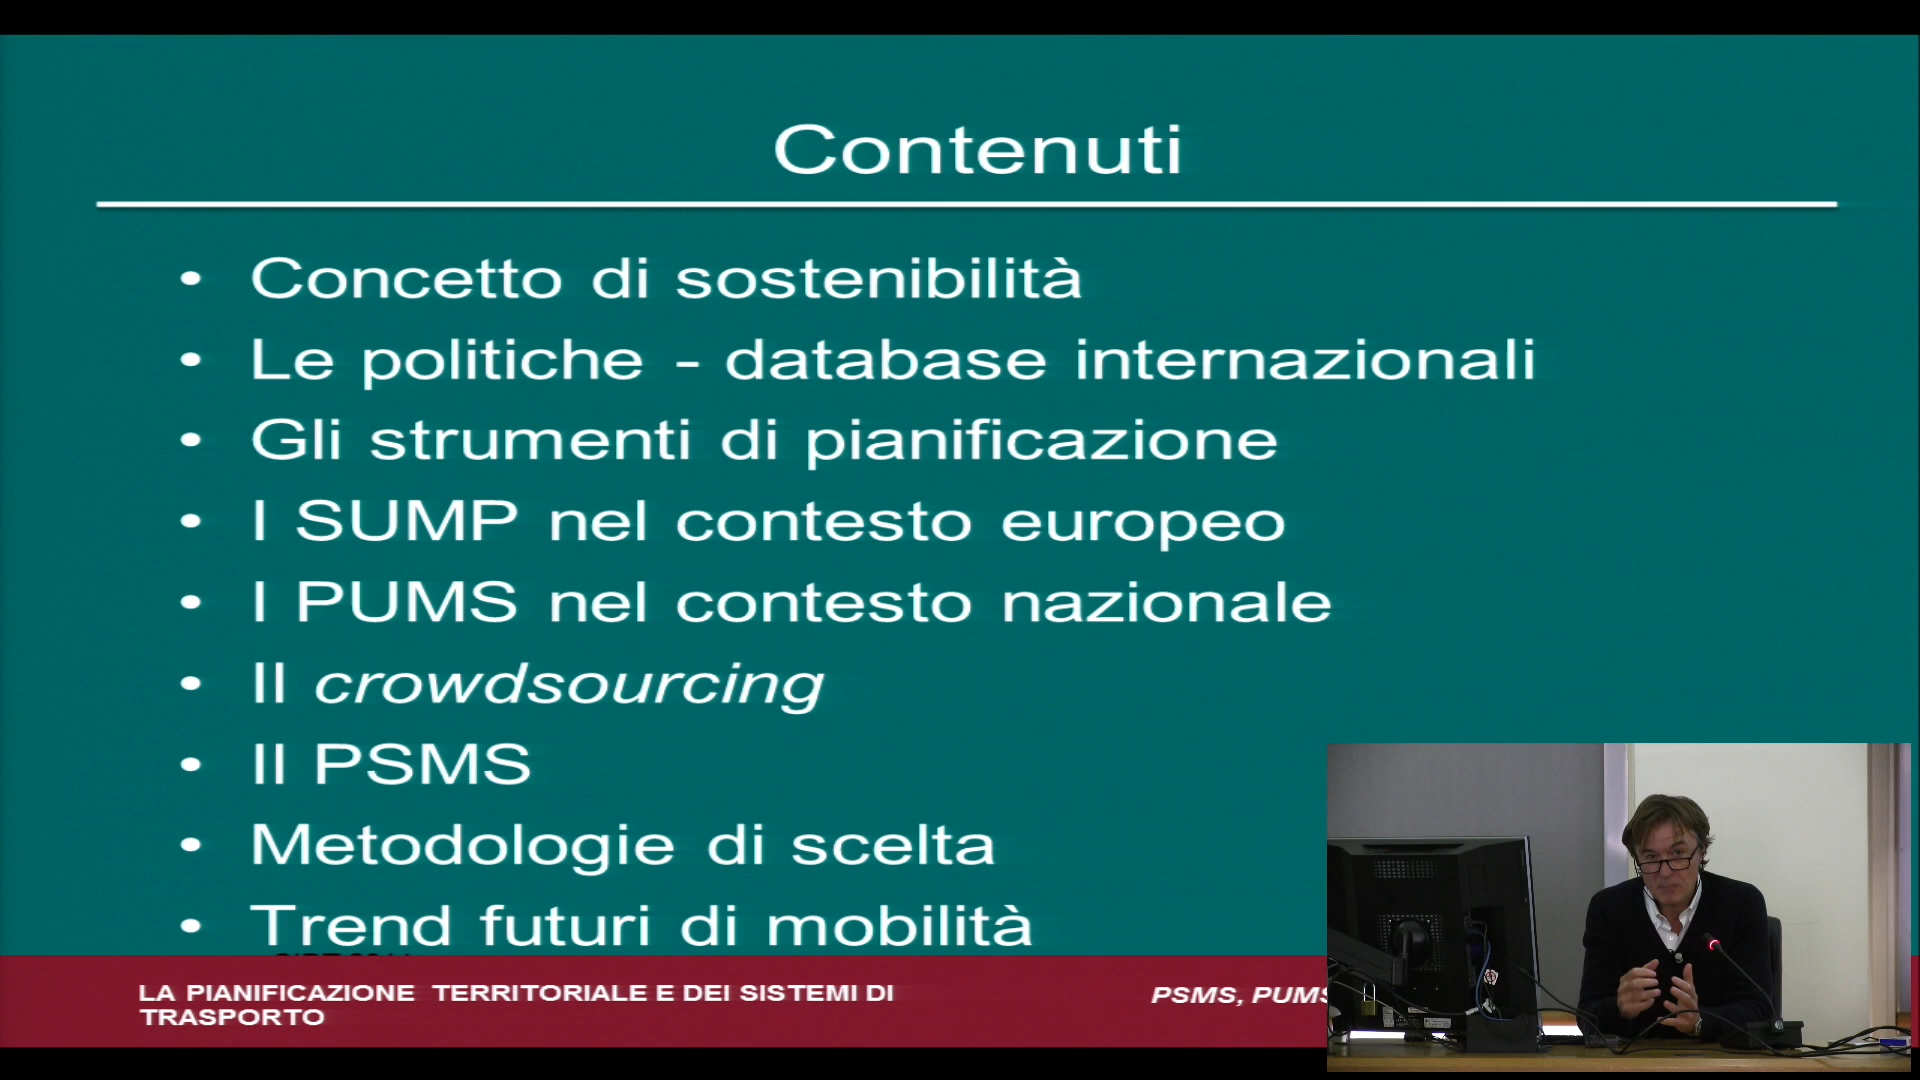 Contenuti
• Concetto di sostenibilità
• Le politiche - database internazionali
• Gli strumenti di pianificazione
• I SUMP nel contesto europeo
• I PUMS nel contesto nazionale
• Il crowdsourcing
• Il PSMS
• Metodologie di scelta
• Trend futuri di mobilità
LA PIANIFICAZIONE TERRITORIALE E DEI SISTEMI DI
TRASPORTO
PSMS, PUMS